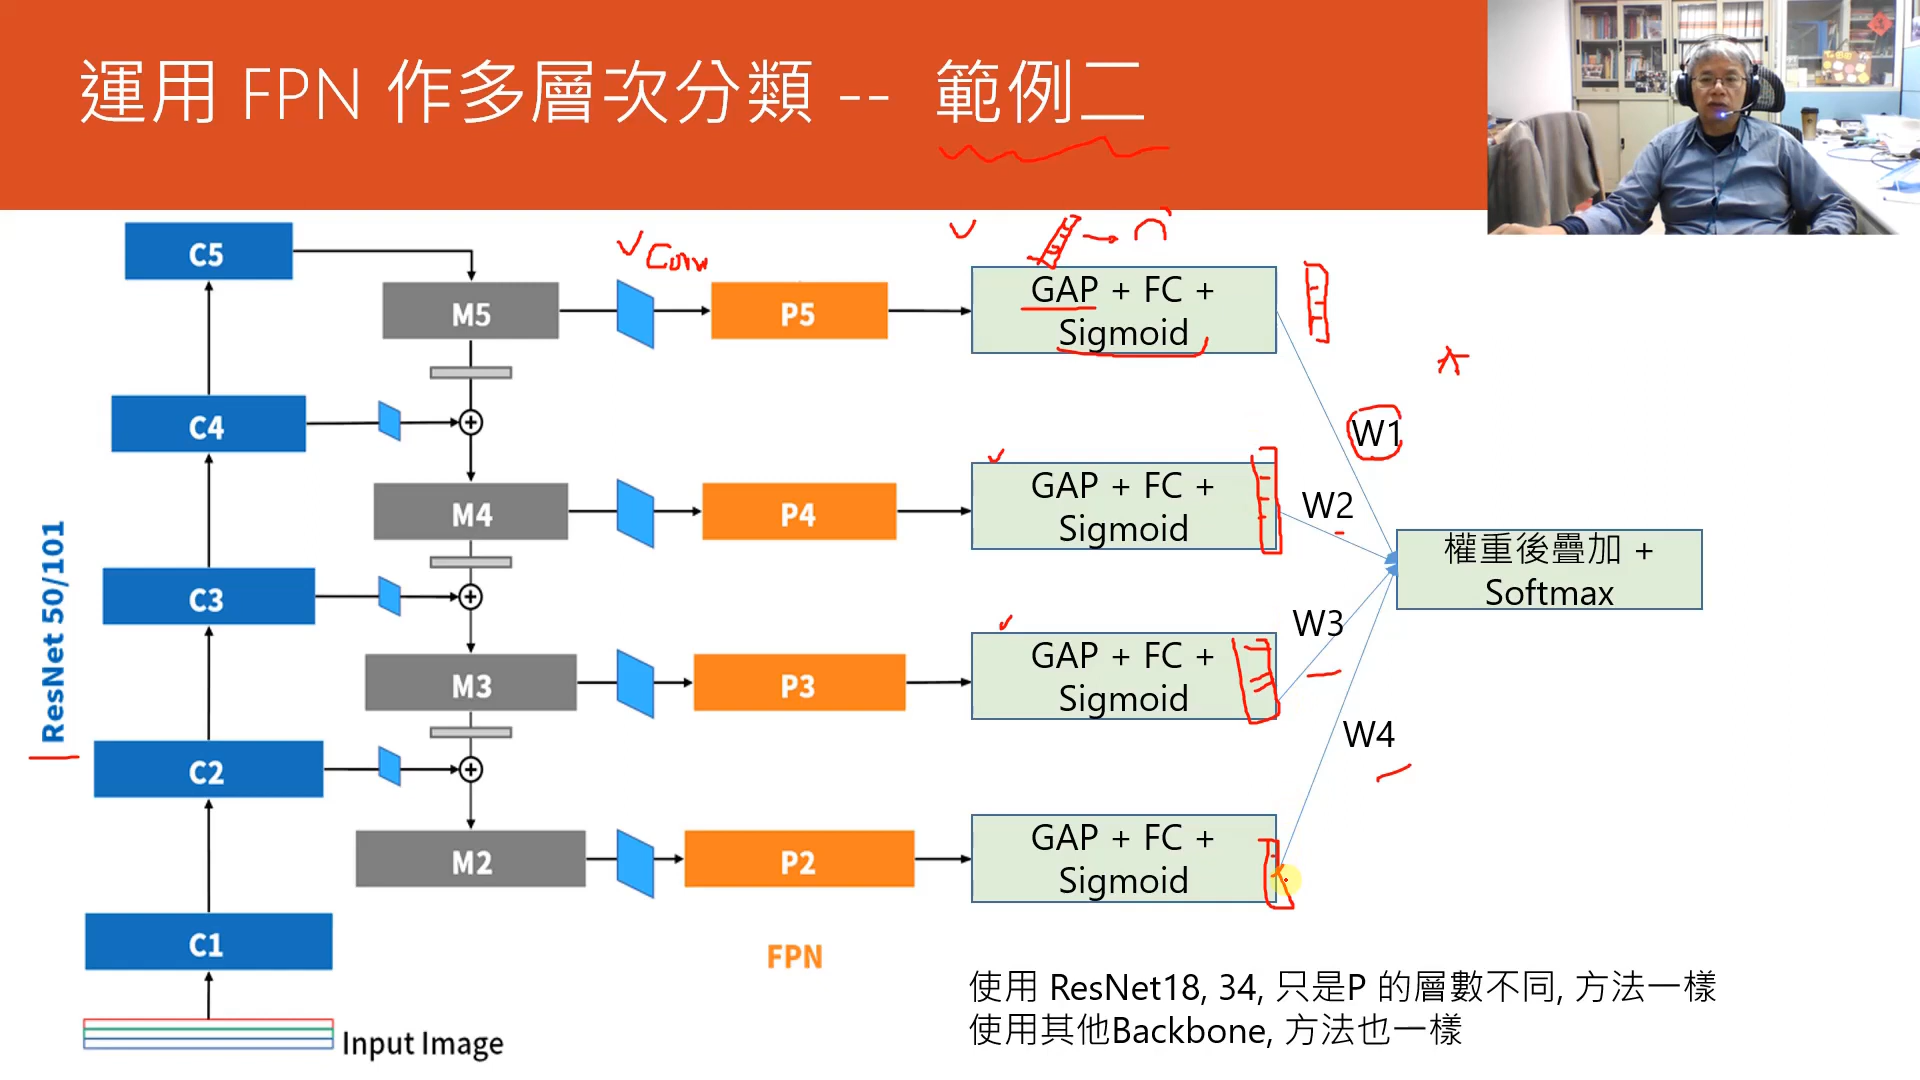 運用 FPN 作多層次分類 -- 範例二
Conv
C5
M5
P5
GAP + FC +
Sigmoid
n
C4
M4
P4
GAP + FC +
Sigmoid
W1
W2
權重後疊加 +
Softmax
ResNet 50/101
C3
M3
P3
GAP + FC +
Sigmoid
W3
W4
C2
M2
P2
GAP + FC +
Sigmoid
C1
FPN
Input Image
使用 ResNet18, 34, 只是P 的層數不同, 方法一樣
使用其他Backbone, 方法也一樣